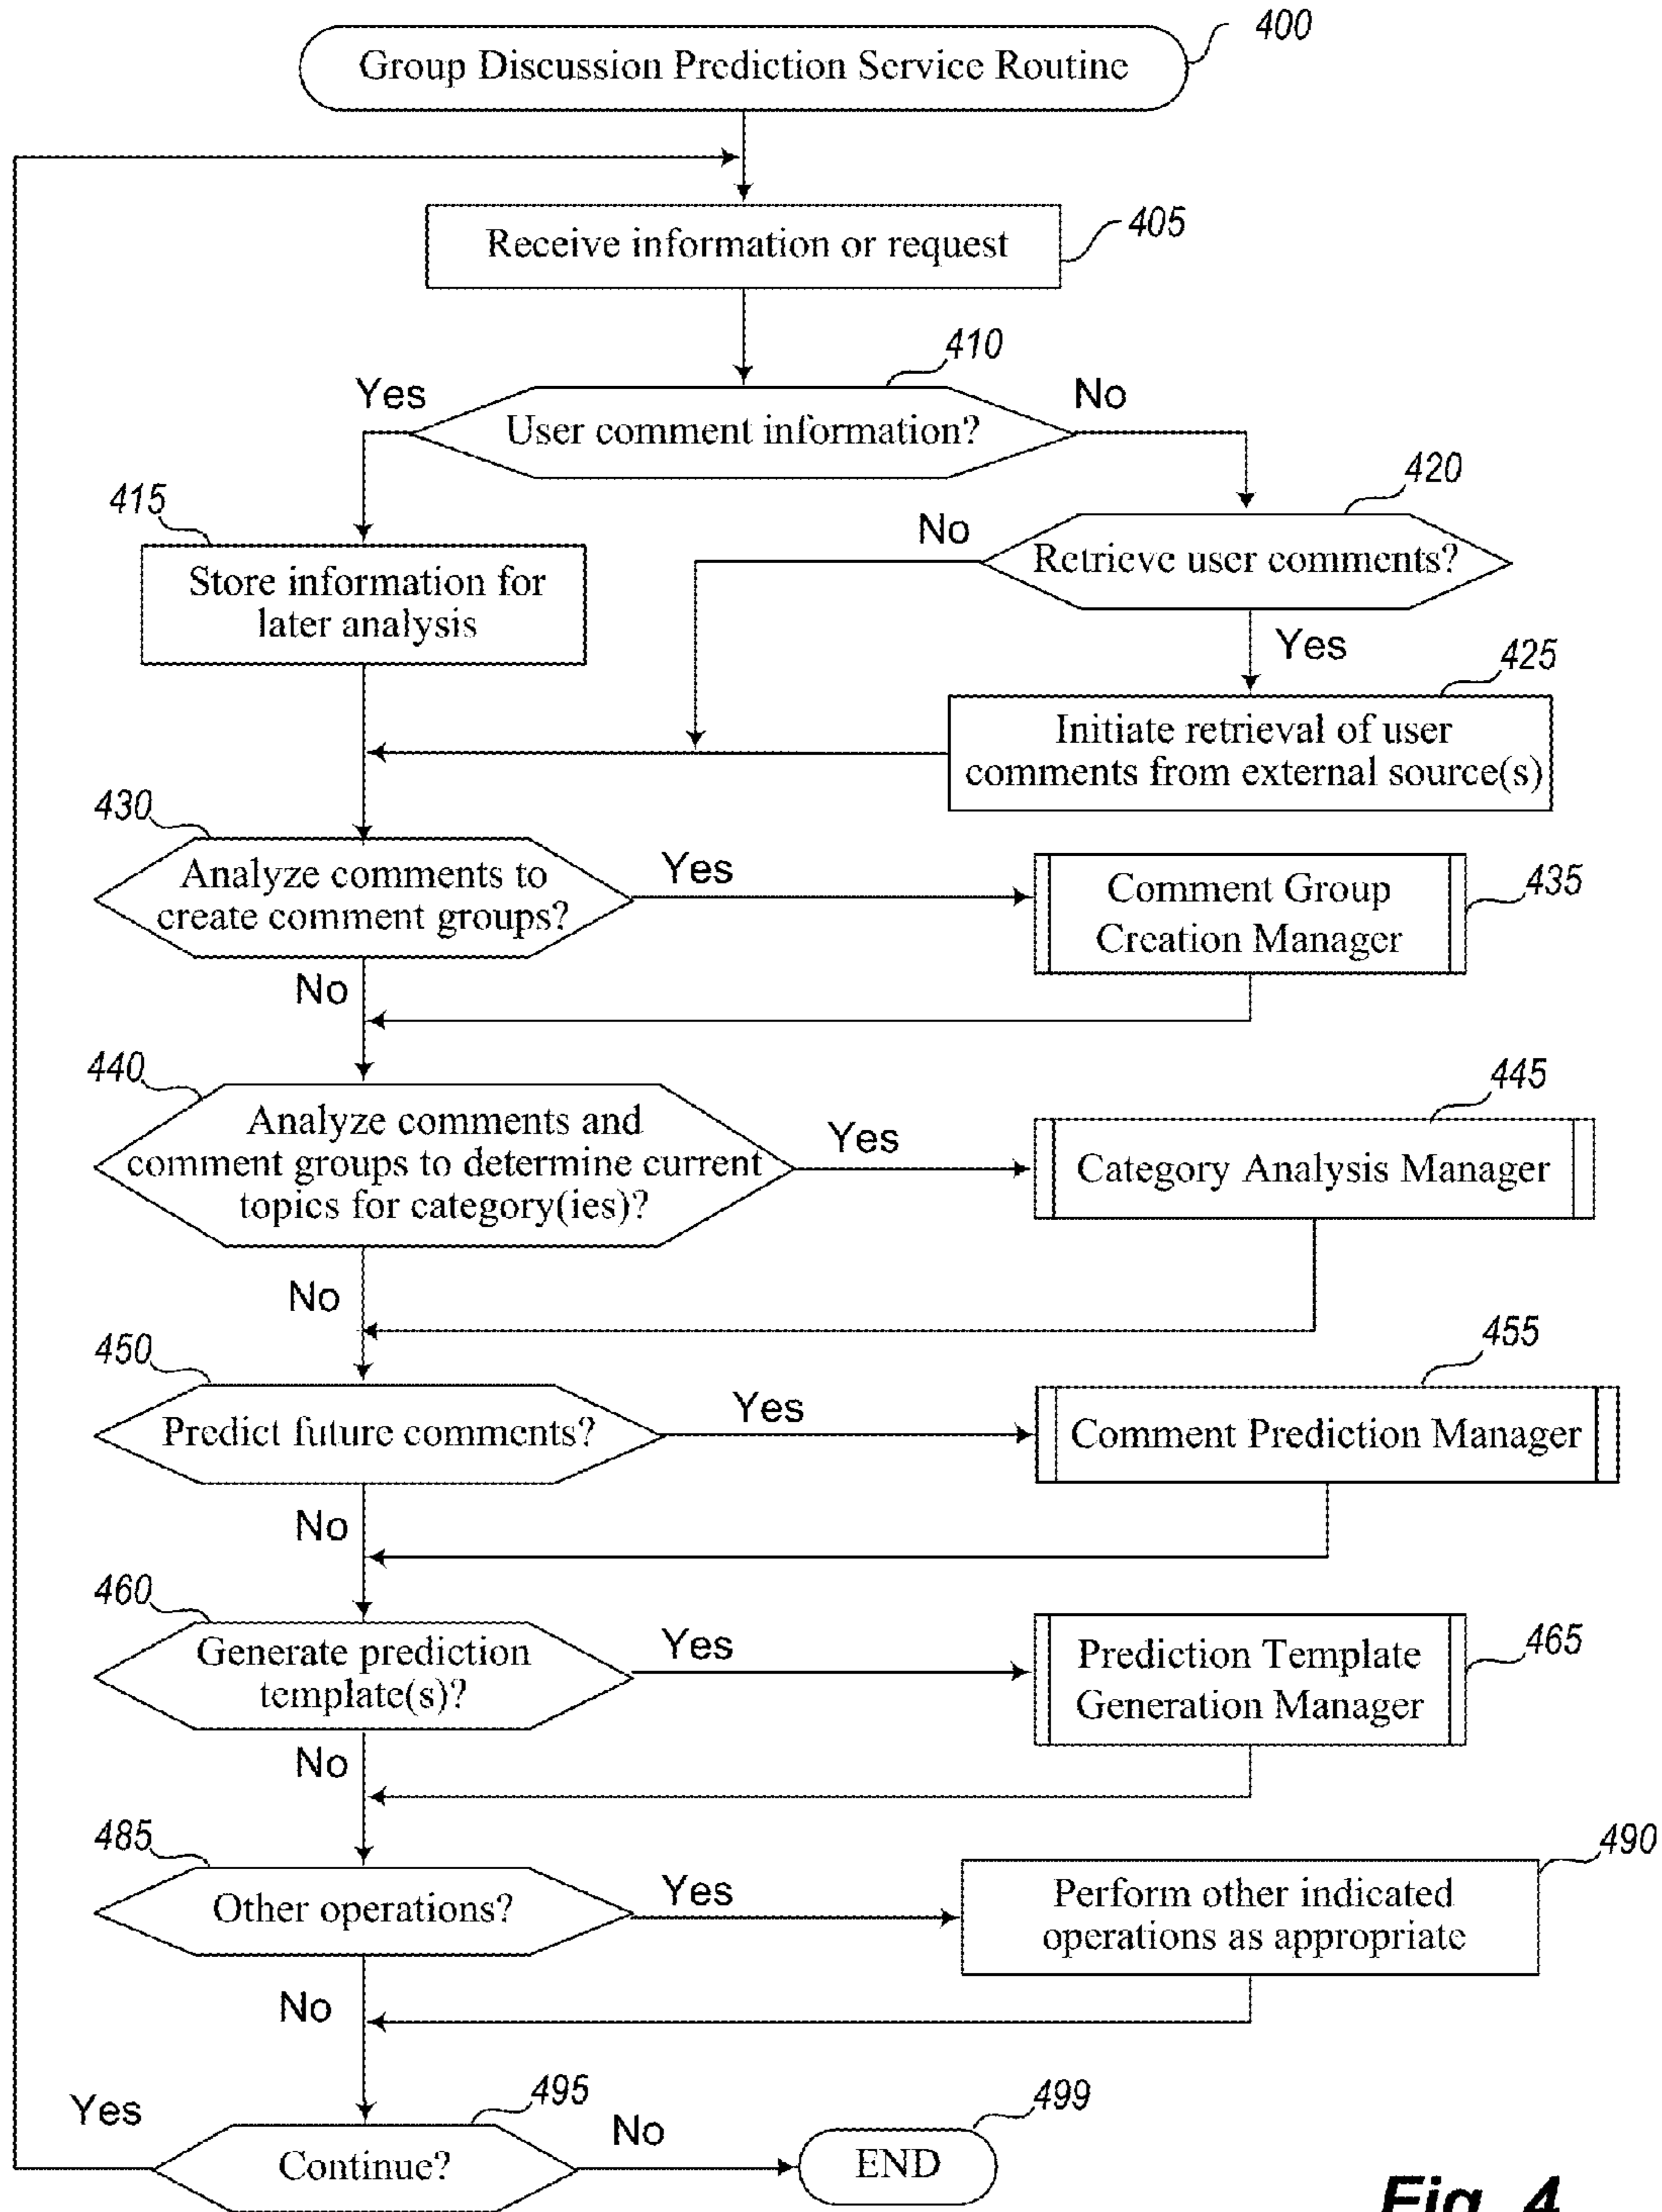 400
Group Discussion Prediction Service Routine
Receive information or request
405
410
Yes
No
User comment information?
420
415
No
Retrieve user comments?
Store information for
later analysis
Yes
425
Initiate retrieval of user
comments from external source(s)
430
Analyze comments to
create comment groups?
Yes
Comment Group
Creation Manager
435
No
440
445
Analyze comments and
comment groups to determine current
topics for category(ies)?
Yes
Category Analysis Manager
No
450
455
Predict future comments?
Yes
Comment Prediction Manager
No
460
Generate prediction
template(s)?
Yes
Prediction Template
Generation Manager
465
No
485
490
Other operations?
Yes
Perform other indicated
operations as appropriate
No
495
499
Yes
Continue?
No
END
Fig. 4